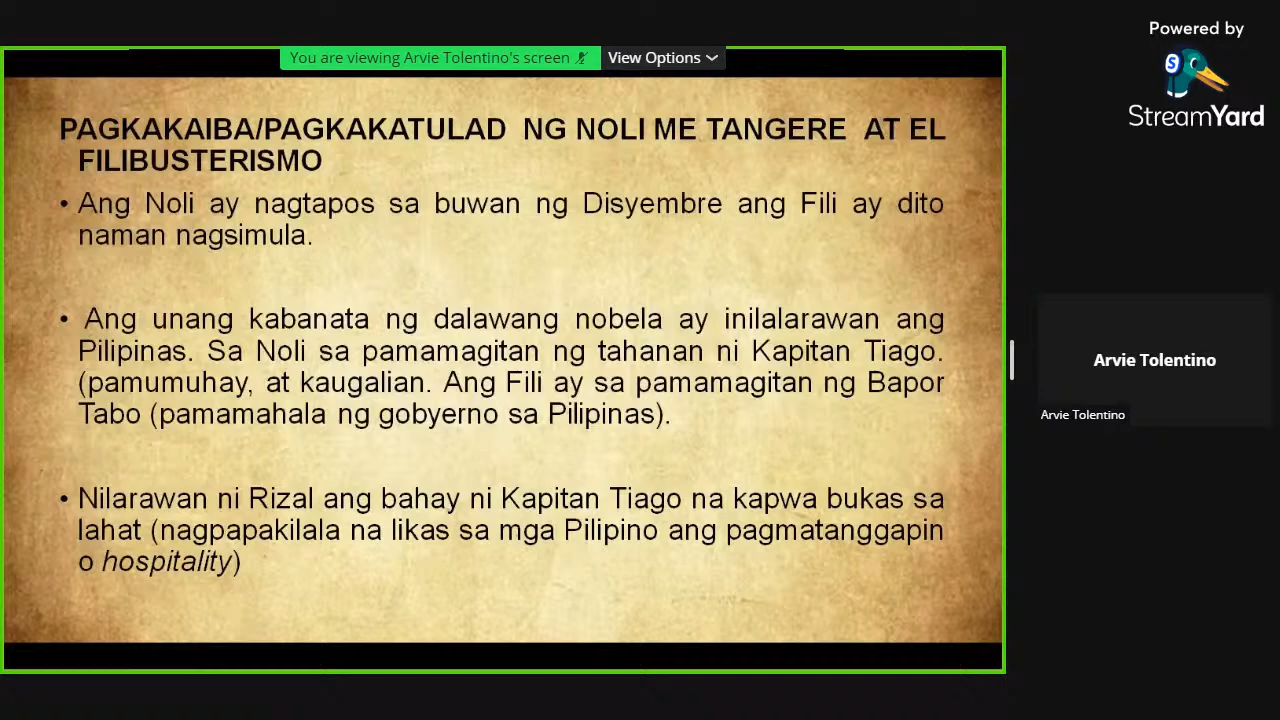 Powered by
StreamYard
You are viewing Arvie Tolentino's screen
View Options
PAGKAKAIBA/PAGKAKATULAD NG NOLI ME TANGERE AT EL
FILIBUSTERISMO
• Ang Noli ay nagtapos sa buwan ng Disyembre ang Fili ay dito
naman nagsimula.
• Ang unang kabanata ng dalawang nobela ay inilalarawan ang
Pilipinas. Sa Noli sa pamamagitan ng tahanan ni Kapitan Tiago.
(pamumuhay, at kaugalian. Ang Fili ay sa pamamagitan ng Bapor
Tabo (pamamahala ng gobyerno sa Pilipinas).
• Nilarawan ni Rizal ang bahay ni Kapitan Tiago na kapwa bukas sa
lahat (nagpapakilala na likas sa mga Pilipino ang pagmatanggapin
o hospitality)
Arvie Tolentino
Arvie Tolentino